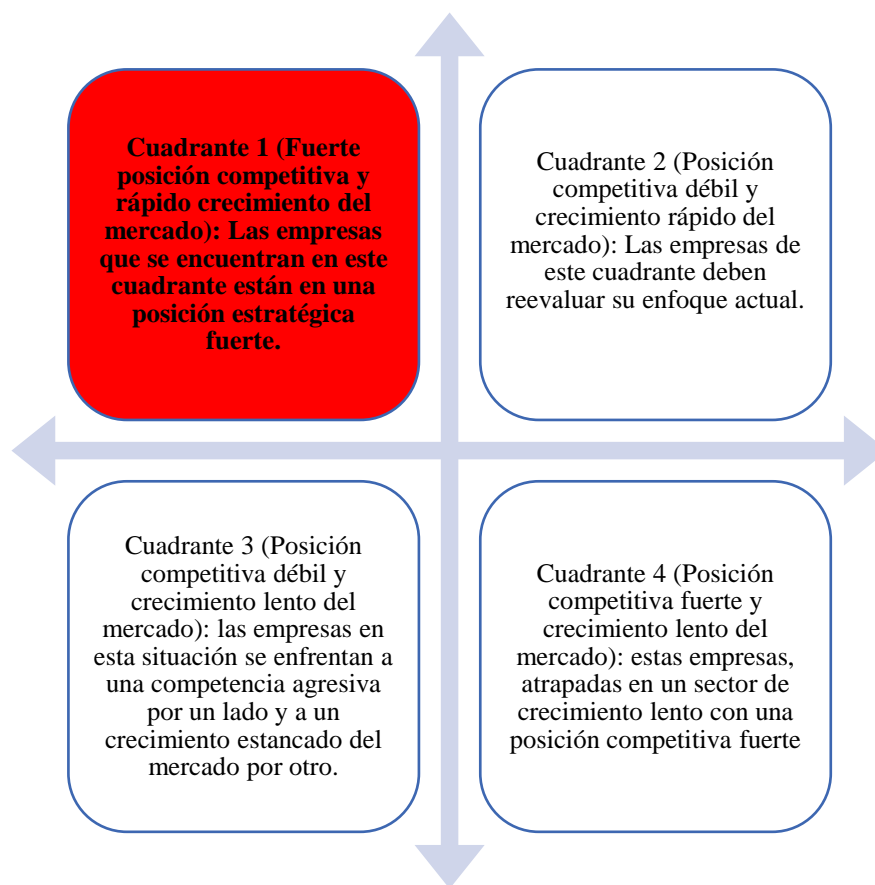 Cuadrante 1 (Fuerte
posición competitiva y
rápido crecimiento del
mercado): Las empresas
que se encuentran en este
cuadrante están en una
posición estratégica
fuerte.
Cuadrante 2 (Posición
competitiva débil y
crecimiento rápido del
mercado): Las empresas de
este cuadrante deben
reevaluar su enfoque actual.
Cuadrante 3 (Posición
competitiva débil y
crecimiento lento del
mercado): las empresas en
esta situación se enfrentan a
una competencia agresiva
por un lado y a un
crecimiento estancado del
mercado por otro.
Cuadrante 4 (Posición
competitiva fuerte y
crecimiento lento del
mercado): estas empresas,
atrapadas en un sector de
crecimiento lento con una
posición competitiva fuerte